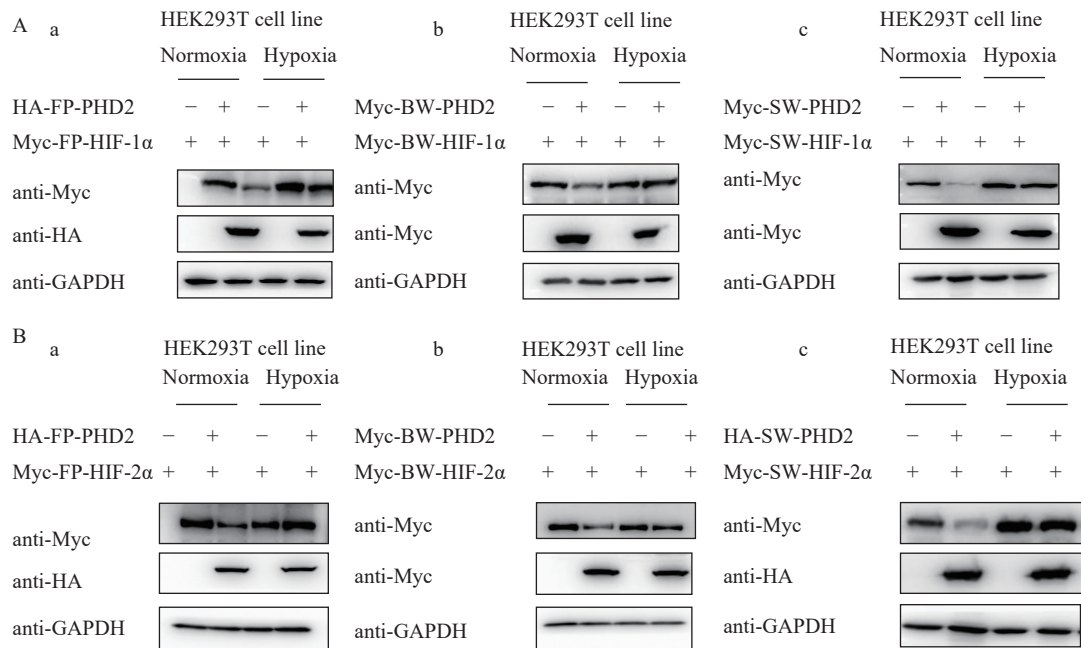 A
a
HEK293T cell line
Normoxia Hypoxia
HA-FP-PHD2 − + − +
Myc-FP-HIF-1α + + + +
anti-Myc
anti-HA
anti-GAPDH
b
HEK293T cell line
Normoxia Hypoxia
Myc-BW-PHD2 − + − +
Myc-BW-HIF-1α + + + +
anti-Myc
anti-Myc
anti-GAPDH
c
HEK293T cell line
Normoxia Hypoxia
Myc-SW-PHD2 − + − +
Myc-SW-HIF-1α + + + +
anti-Myc
anti-Myc
anti-GAPDH
B
a
HEK293T cell line
Normoxia Hypoxia
HA-FP-PHD2 − + − +
Myc-FP-HIF-2α + + + +
anti-Myc
anti-HA
anti-GAPDH
b
HEK293T cell line
Normoxia Hypoxia
Myc-BW-PHD2 − + − +
Myc-BW-HIF-2α + + + +
anti-Myc
anti-Myc
anti-GAPDH
c
HEK293T cell line
Normoxia Hypoxia
HA-SW-PHD2 − + − +
Myc-SW-HIF-2α + + + +
anti-Myc
anti-HA
anti-GAPDH